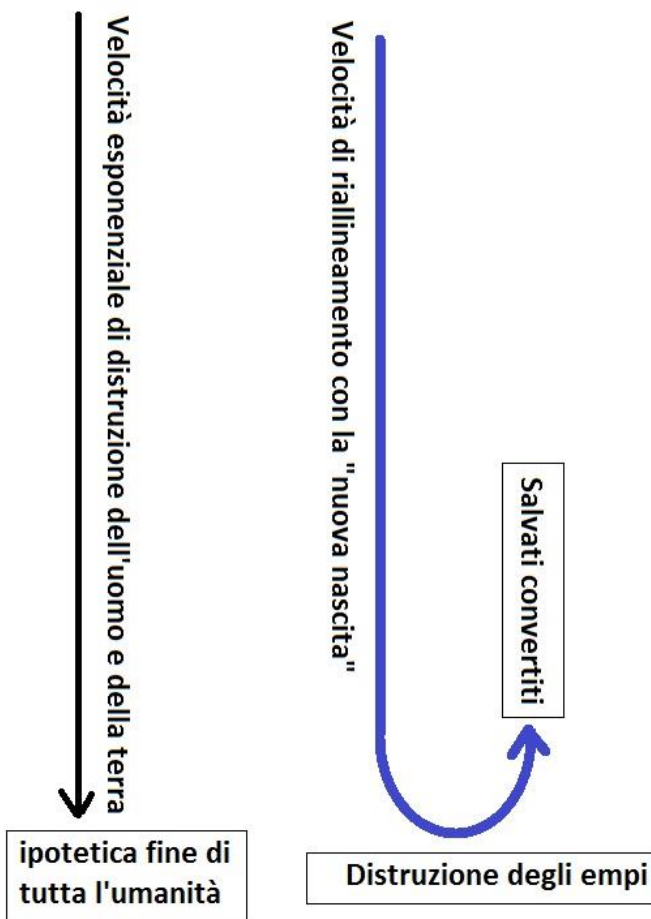 Velocità esponenziale di distruzione dell'uomo e della terra
ipotetica fine di
tutta l'umanità
Velocità di riallineamento con la "nuova nascita"
Salvati convertiti
Distruzione degli empi